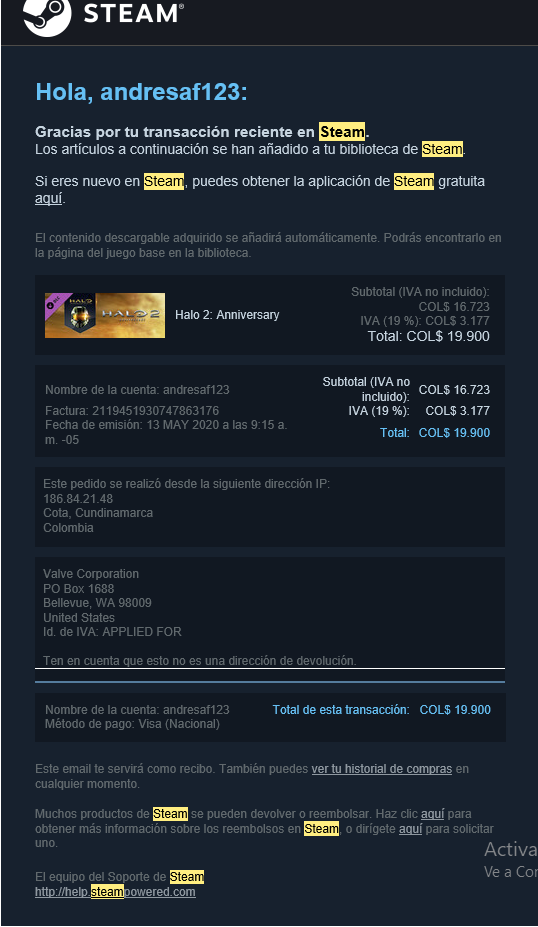 STEAM®
Hola, andresaf123:
Gracias por tu transacción reciente en Steam.
Los artículos a continuación se han añadido a tu biblioteca de Steam.
Si eres nuevo en Steam, puedes obtener la aplicación de Steam gratuita
aquí.
El contenido descargable adquirido se añadirá automáticamente. Podrás encontrarlo en
la página del juego base en la biblioteca.
HALO
HALO 2
Halo 2: Anniversary
Subtotal (IVA no incluido):
COL$ 16.723
IVA (19 %): COL$ 3.177
Total: COL$ 19.900
Nombre de la cuenta: andresaf123
Factura: 2119451930747863176
Fecha de emisión: 13 MAY 2020 a las 9:15 a.
m. -05
Subtotal (IVA no
incluido): COL$ 16.723
IVA (19 %): COL$ 3.177
Total: COL$ 19.900
Este pedido se realizó desde la siguiente dirección IP:
186.84.21.48
Cota, Cundinamarca
Colombia
Valve Corporation
PO Box 1688
Bellevue, WA 98009
United States
Id. de IVA: APPLIED FOR
Ten en cuenta que esto no es una dirección de devolución.
Nombre de la cuenta: andresaf123
Método de pago: Visa (Nacional)
Total de esta transacción: COL$ 19.900
Este email te servirá como recibo. También puedes ver tu historial de compras en
cualquier momento.
Muchos productos de Steam se pueden devolver o reembolsar. Haz clic aquí para
obtener más información sobre los reembolsos en Steam, o dirígete aquí para solicitar
uno.
Activa
Ve a Con
El equipo del Soporte de Steam
http://help.steampowered.com